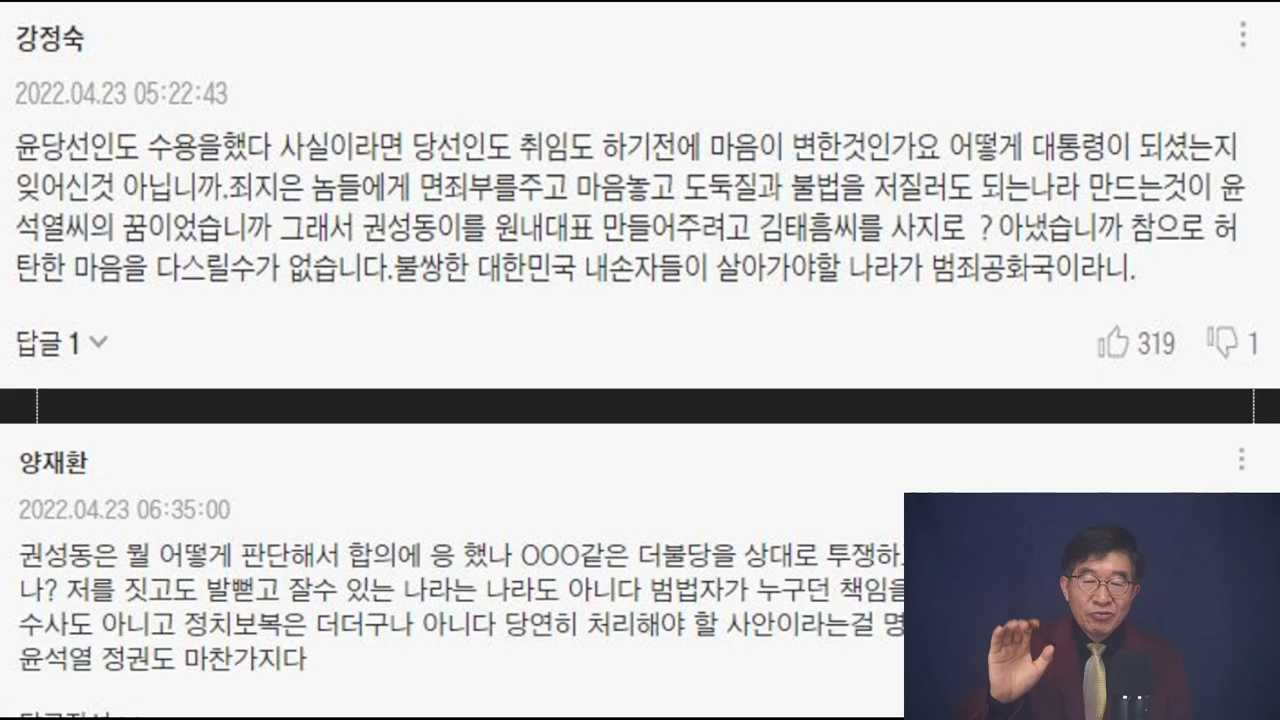 강정숙
2022.04.23 05:22:43
윤당선인도 수용을했다 사실이라면 당선인도 취임도 하기전에 마음이 변한것인가요 어떻게 대통령이 되셨는지
잊어신것 아닙니까.죄지은 놈들에게 면죄부를주고 마음놓고 도둑질과 불법을 저질러도 되는나라 만드는것이 윤
석열씨의 꿈이었습니까 그래서 권성동이를 원내대표 만들어주려고 김태흠씨를 사지로 ? 아냈습니까 참으로 허
탄한 마음을 다스릴수가 없습니다.불쌍한 대한민국 내손자들이 살아가야할 나라가 범죄공화국이라니.
답글 1
319 1
양재환
2022.04.23 06:35:00
권성동은 뭘 어떻게 판단해서 합의에 응 했나 OOO같은 더불당을 상대로 투쟁하
나? 저를 짓고도 발뻗고 잘수 있는 나라는 나라도 아니다 범법자가 누구던 책임을
수사도 아니고 정치보복은 더더구나 아니다 당연히 처리해야 할 사안이라는걸 명
윤석열 정권도 마찬가지다